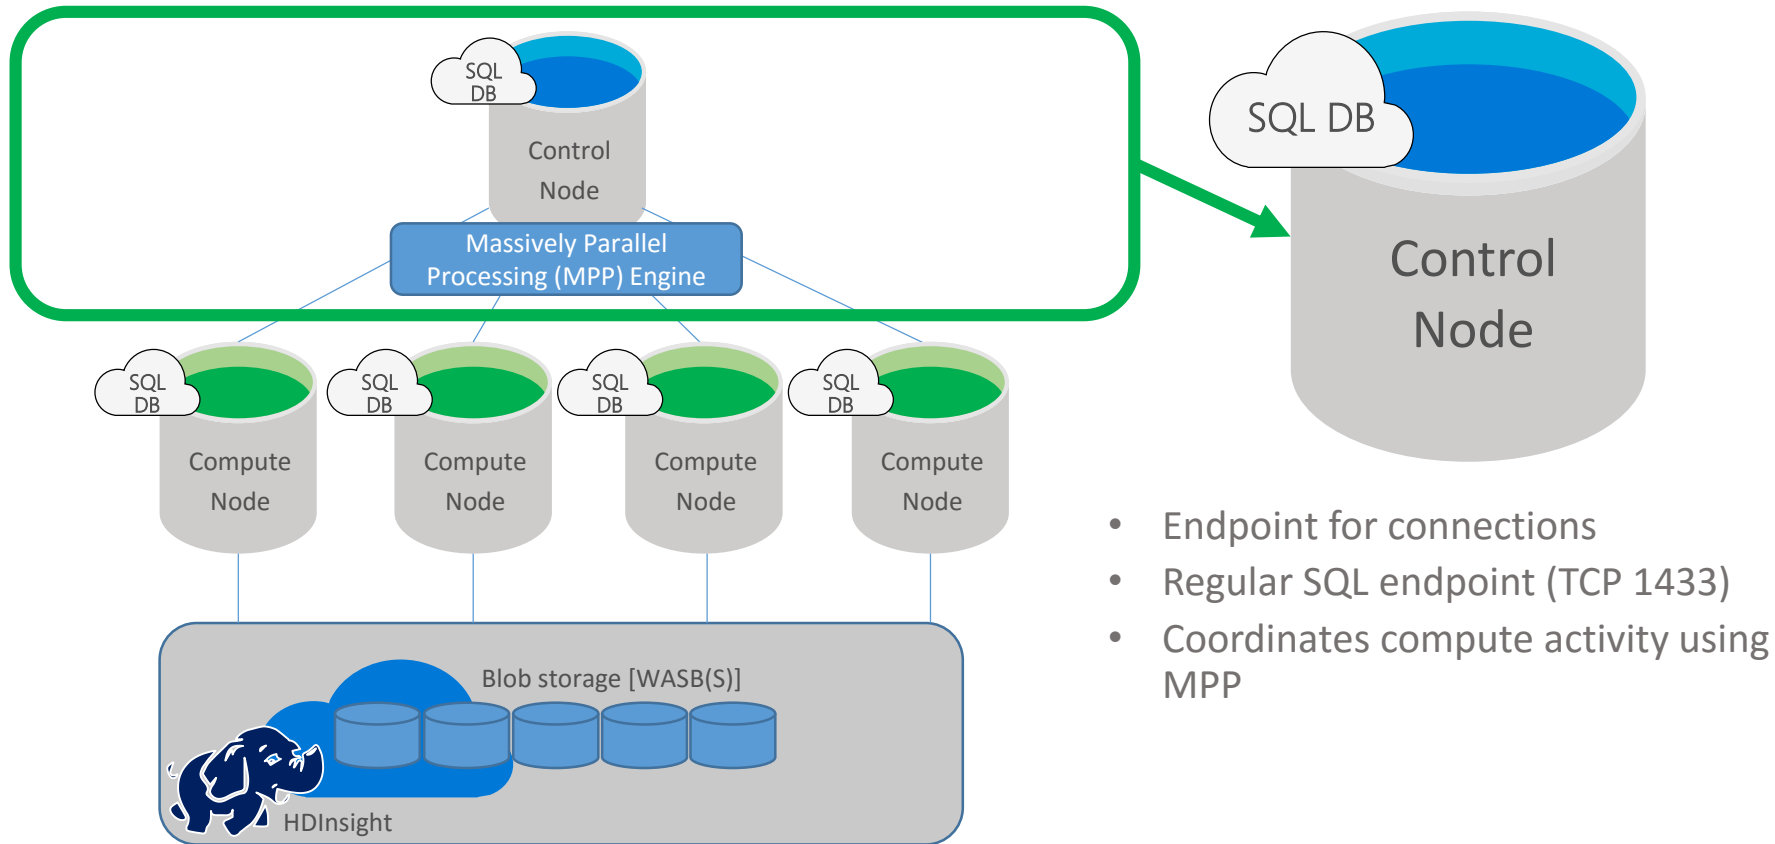 SQL
DB
Control
Node
Massively Parallel
Processing (MPP) Engine
SQL
DB
Compute
Node
SQL
DB
Compute
Node
SQL
DB
Compute
Node
SQL
DB
Compute
Node
Blob storage [WASB(S)]
HDInsight
SQL DB
Control
Node
• Endpoint for connections
• Regular SQL endpoint (TCP 1433)
• Coordinates compute activity using
MPP